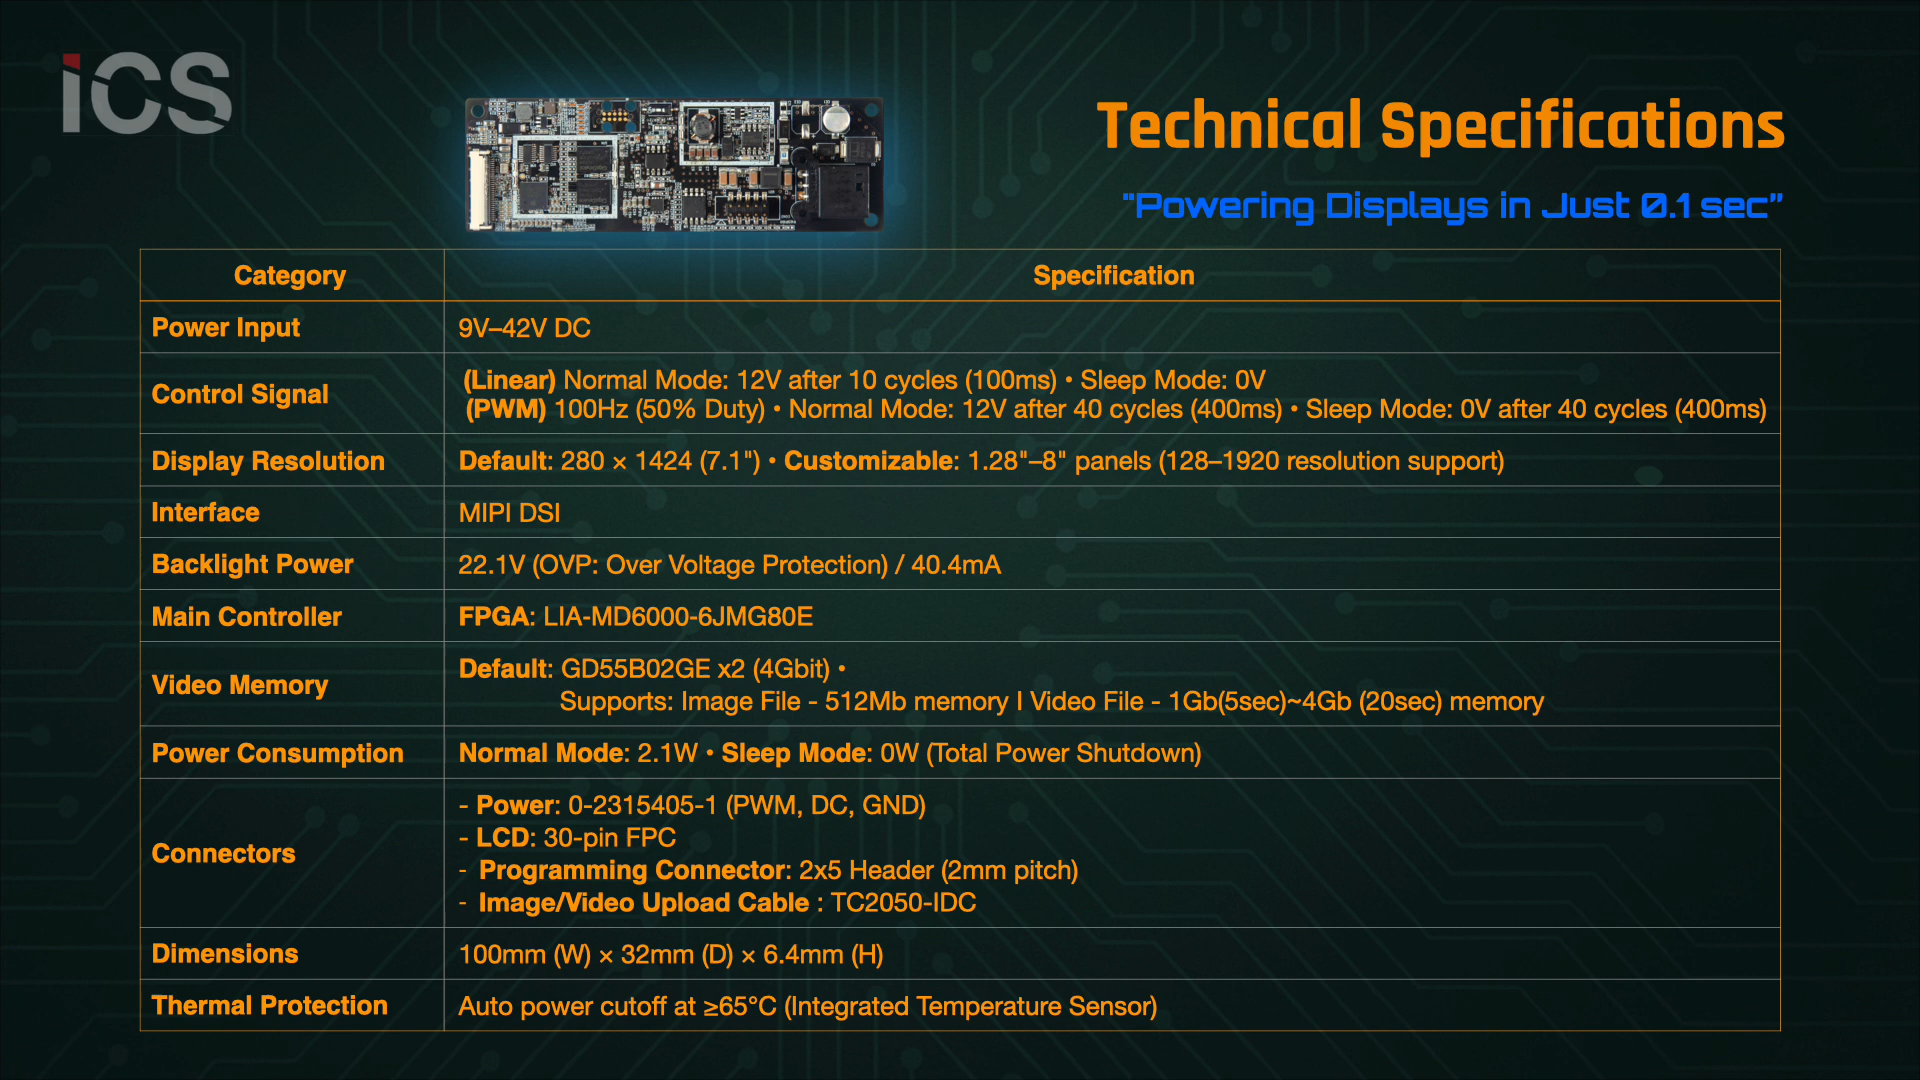 iCS
Technical Specifications
"Powering Displays in Just 0.1 sec"
Category
Specification
Power Input
9V–42V DC
Control Signal
(Linear) Normal Mode: 12V after 10 cycles (100ms) • Sleep Mode: 0V
(PWM) 100Hz (50% Duty) • Normal Mode: 12V after 40 cycles (400ms) • Sleep Mode: 0V after 40 cycles (400ms)
Display Resolution
Default: 280 × 1424 (7.1") • Customizable: 1.28"–8" panels (128–1920 resolution support)
Interface
MIPI DSI
Backlight Power
22.1V (OVP: Over Voltage Protection) / 40.4mA
Main Controller
FPGA: LIA-MD6000-6JMG80E
Video Memory
Default: GD55B02GE x2 (4Gbit) •
Supports: Image File - 512Mb memory I Video File - 1Gb(5sec)~4Gb (20sec) memory
Power Consumption
Normal Mode: 2.1W • Sleep Mode: 0W (Total Power Shutdown)
Connectors
- Power: 0-2315405-1 (PWM, DC, GND)
- LCD: 30-pin FPC
- Programming Connector: 2x5 Header (2mm pitch)
- Image/Video Upload Cable : TC2050-IDC
Dimensions
100mm (W) × 32mm (D) × 6.4mm (H)
Thermal Protection
Auto power cutoff at ≥65°C (Integrated Temperature Sensor)